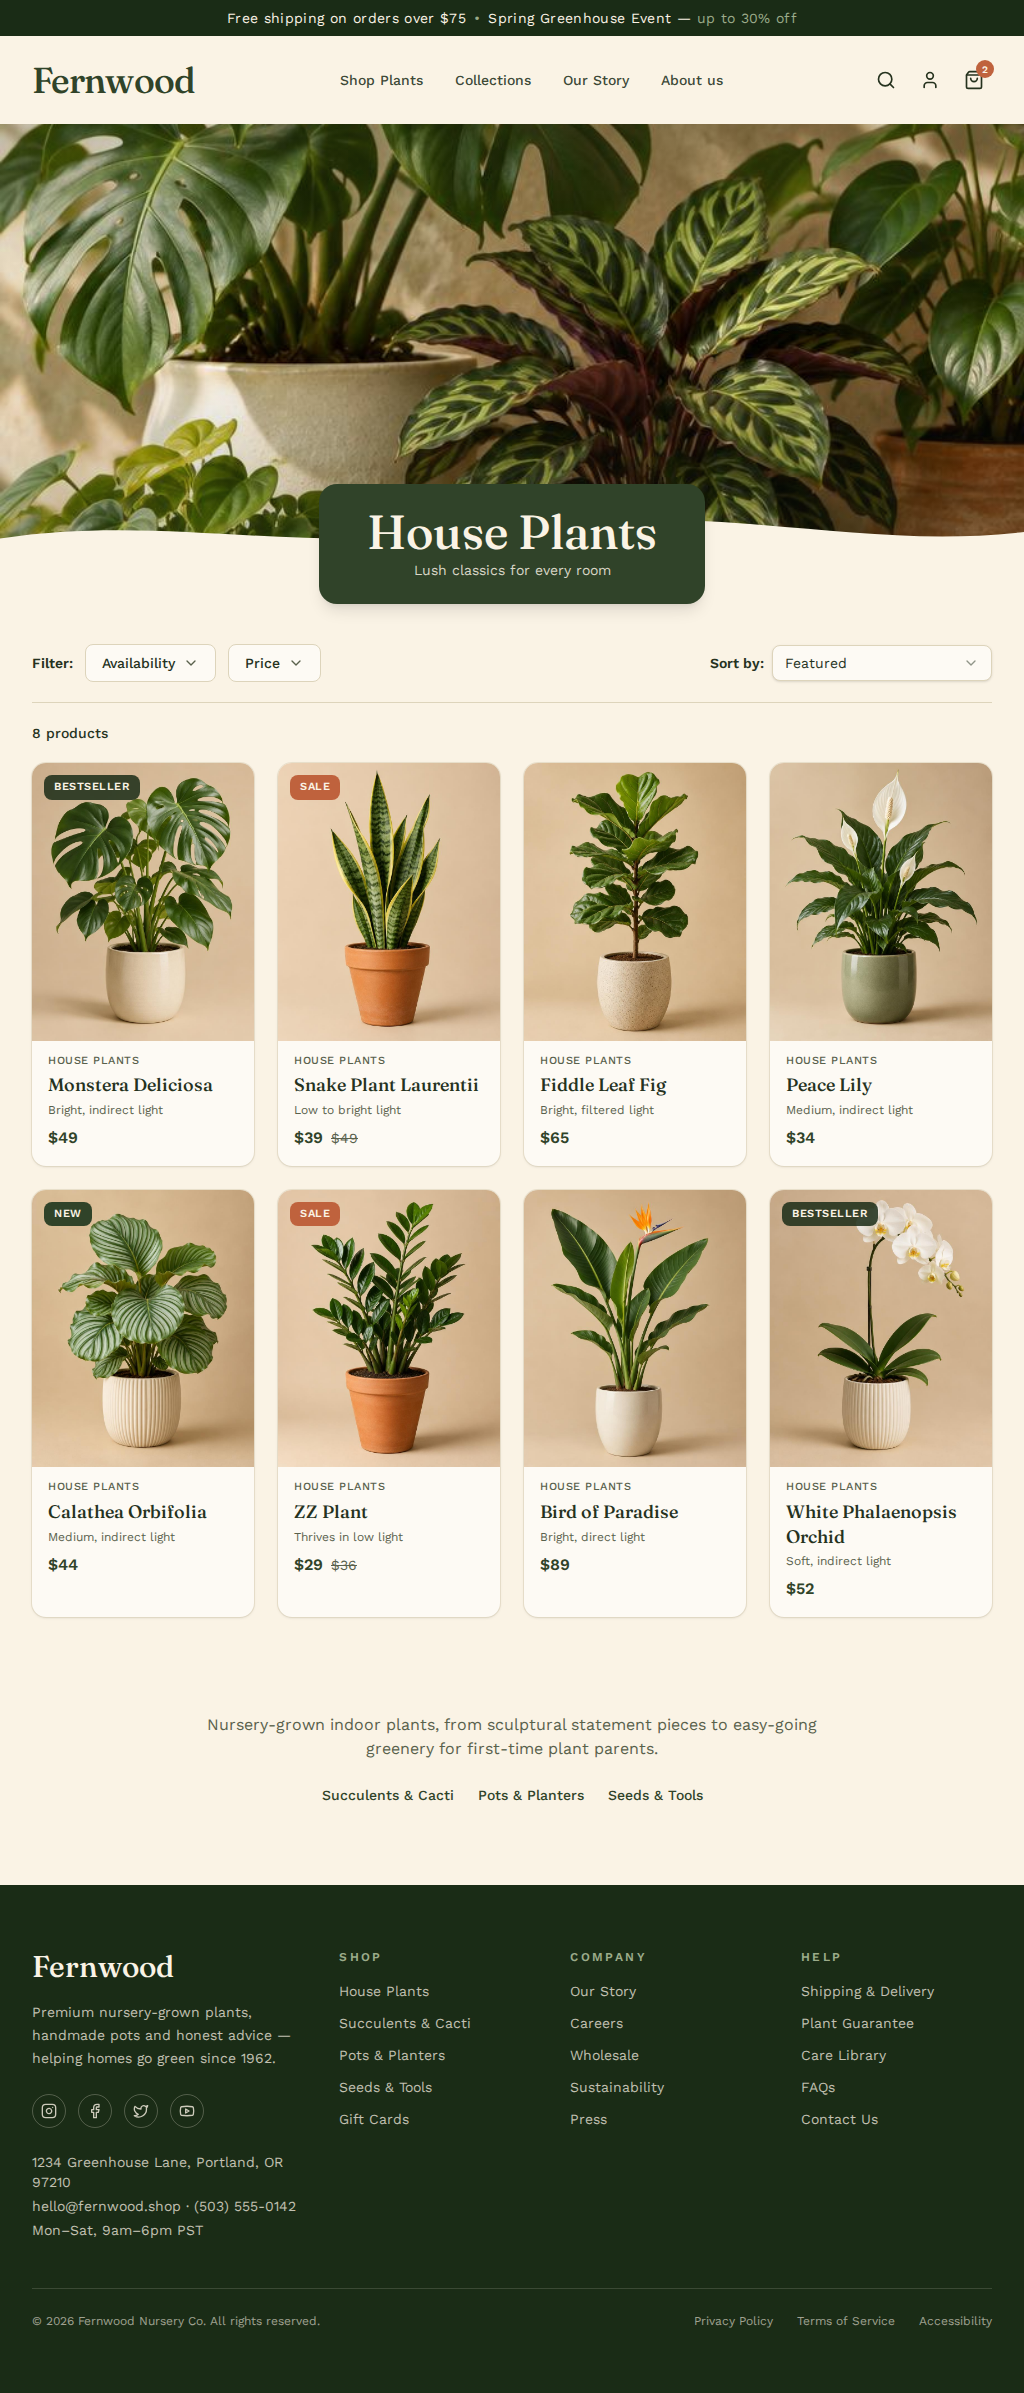 Free shipping on orders over $75 • Spring Greenhouse Event — up to 30% off
Fernwood
Shop Plants
Collections
Our Story
About us
2
House Plants
Lush classics for every room
Filter:
Availability
Price
Sort by:
Featured
8 products
BESTSELLER
HOUSE PLANTS
Monstera Deliciosa
Bright, indirect light
$49
SALE
HOUSE PLANTS
Snake Plant Laurentii
Low to bright light
$39 $49
HOUSE PLANTS
Fiddle Leaf Fig
Bright, filtered light
$65
HOUSE PLANTS
Peace Lily
Medium, indirect light
$34
NEW
HOUSE PLANTS
Calathea Orbifolia
Medium, indirect light
$44
SALE
HOUSE PLANTS
ZZ Plant
Thrives in low light
$29 $36
HOUSE PLANTS
Bird of Paradise
Bright, direct light
$89
BESTSELLER
HOUSE PLANTS
White Phalaenopsis
Orchid
Soft, indirect light
$52
Nursery-grown indoor plants, from sculptural statement pieces to easy-going
greenery for first-time plant parents.
Succulents & Cacti
Pots & Planters
Seeds & Tools
Fernwood
Premium nursery-grown plants,
handmade pots and honest advice —
helping homes go green since 1962.
1234 Greenhouse Lane, Portland, OR
97210
hello@fernwood.shop · (503) 555-0142
Mon–Sat, 9am–6pm PST
SHOP
House Plants
Succulents & Cacti
Pots & Planters
Seeds & Tools
Gift Cards
COMPANY
Our Story
Careers
Wholesale
Sustainability
Press
HELP
Shipping & Delivery
Plant Guarantee
Care Library
FAQs
Contact Us
© 2026 Fernwood Nursery Co. All rights reserved.
Privacy Policy
Terms of Service
Accessibility